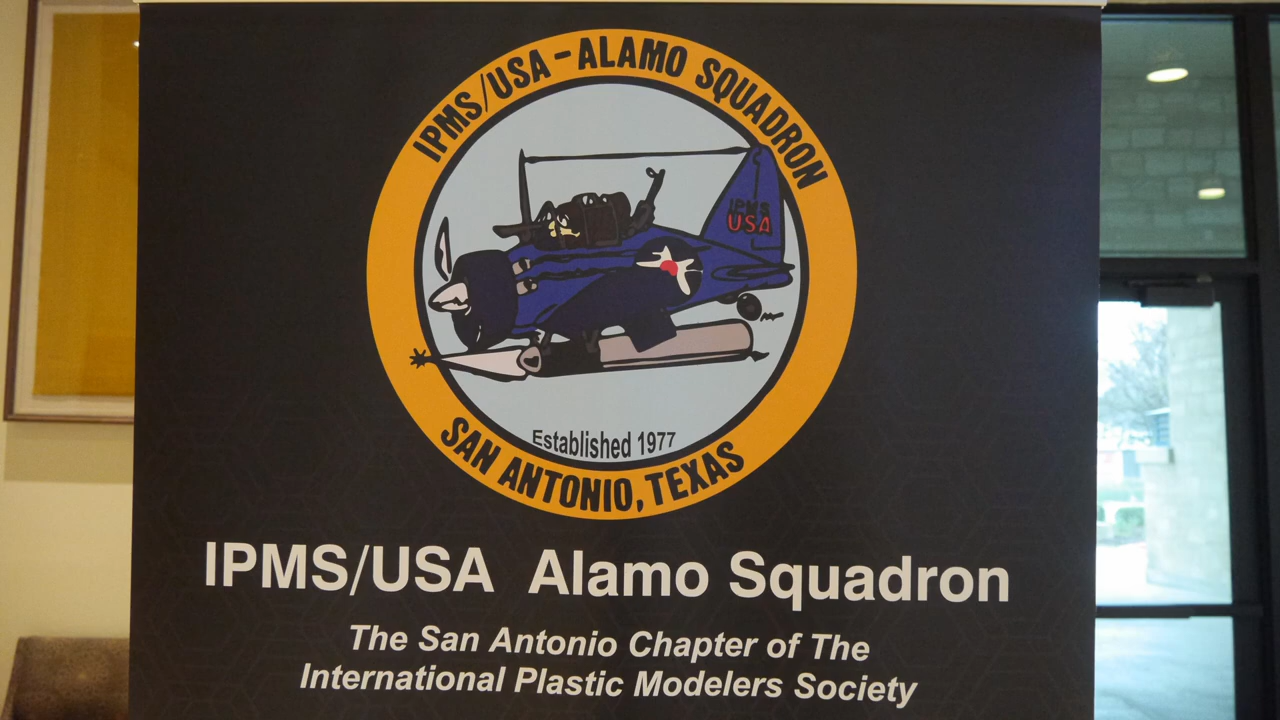 IPMS/USA - ALAMO SQUADRON
IPMS
USA
Established 1977
SAN ANTONIO, TEXAS
IPMS/USA Alamo Squadron
The San Antonio Chapter of The
International Plastic Modelers Society